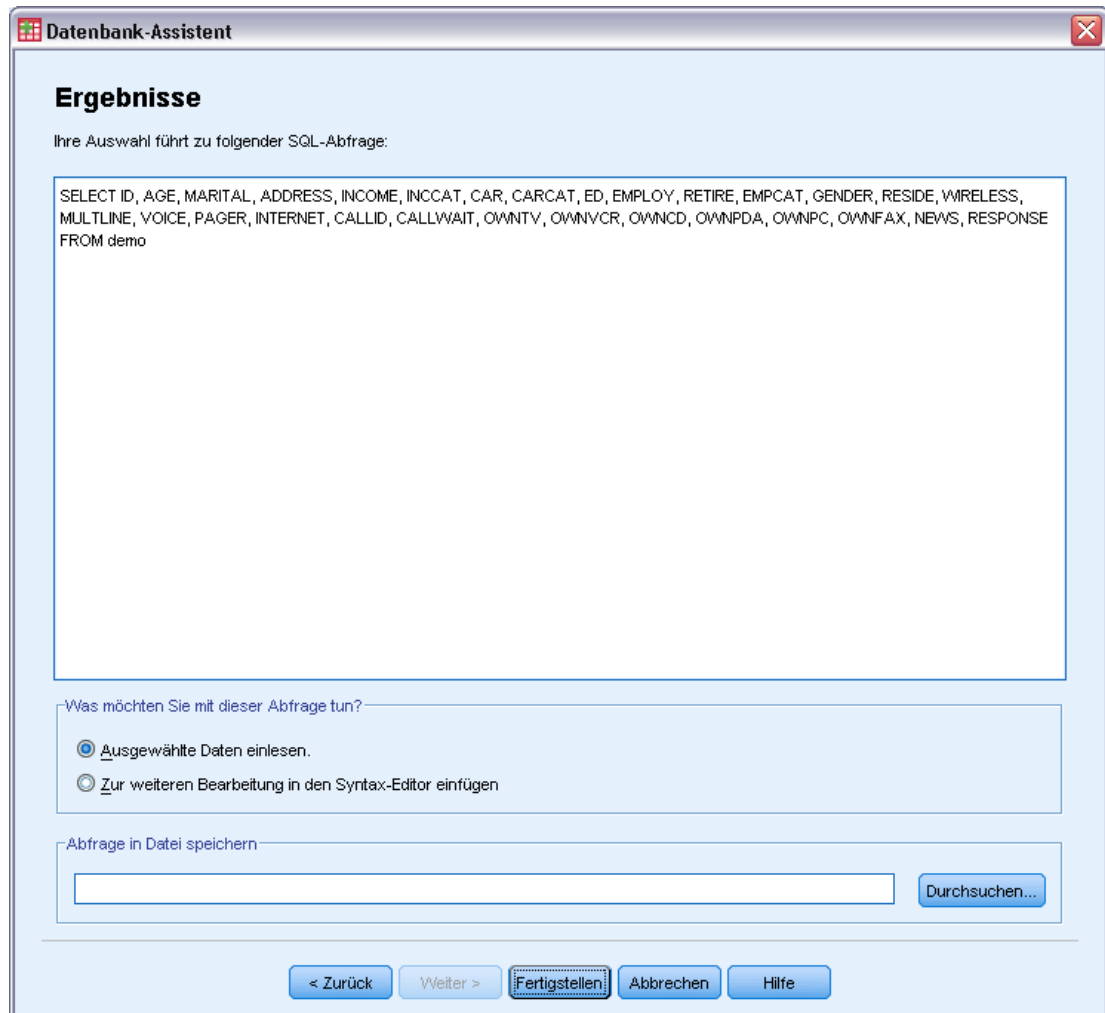 Datenbank-Assistent
Ergebnisse
Ihre Auswahl führt zu folgender SQL-Abfrage:
SELECT ID, AGE, MARITAL, ADDRESS, INCOME, INCCAT, CAR, CARCAT, ED, EMPLOY, RETIRE, EMPCAT, GENDER, RESIDE, WIRELESS,
MULTLINE, VOICE, PAGER, INTERNET, CALLID, CALLWAIT, OWNTV, OWNVCR, OWNCD, OWNPDA, OWNPC, OWNFAX, NEWS, RESPONSE
FROM demo
Was möchten Sie mit dieser Abfrage tun?
Ausgewählte Daten einlesen.
Zur weiteren Bearbeitung in den Syntax-Editor einfügen
Abfrage in Datei speichern
Durchsuchen...
< Zurück Weiter > Fertigstellen Abbrechen Hilfe